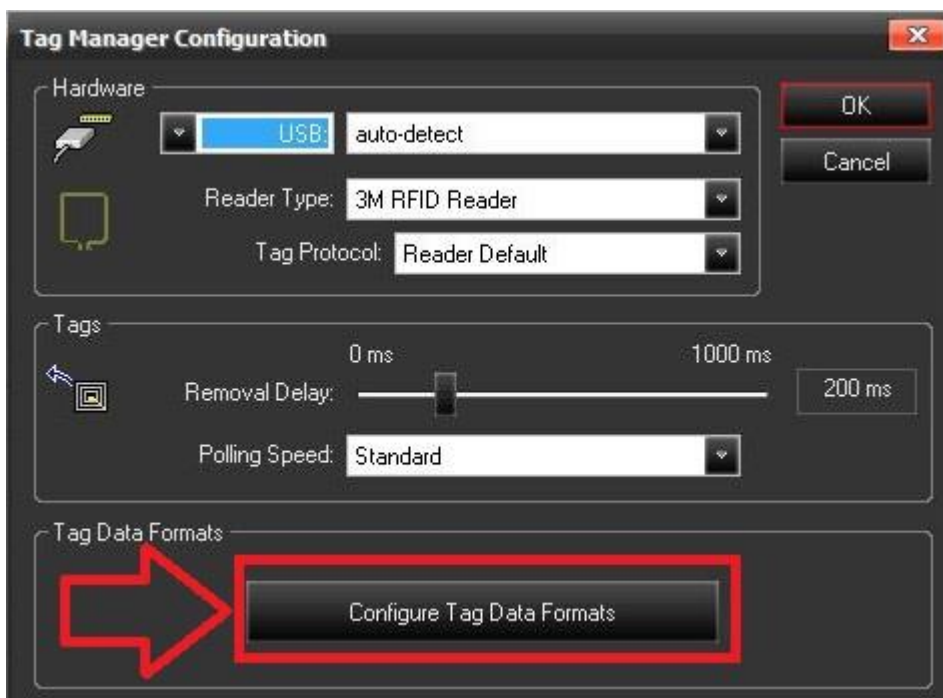 Tag Manager Configuration
Hardware
USB: auto-detect
OK
Cancel
Reader Type: 3M RFID Reader
Tag Protocol: Reader Default
Tags
0 ms 1000 ms
Removal Delay: 200 ms
Polling Speed: Standard
Tag Data Formats
Configure Tag Data Formats